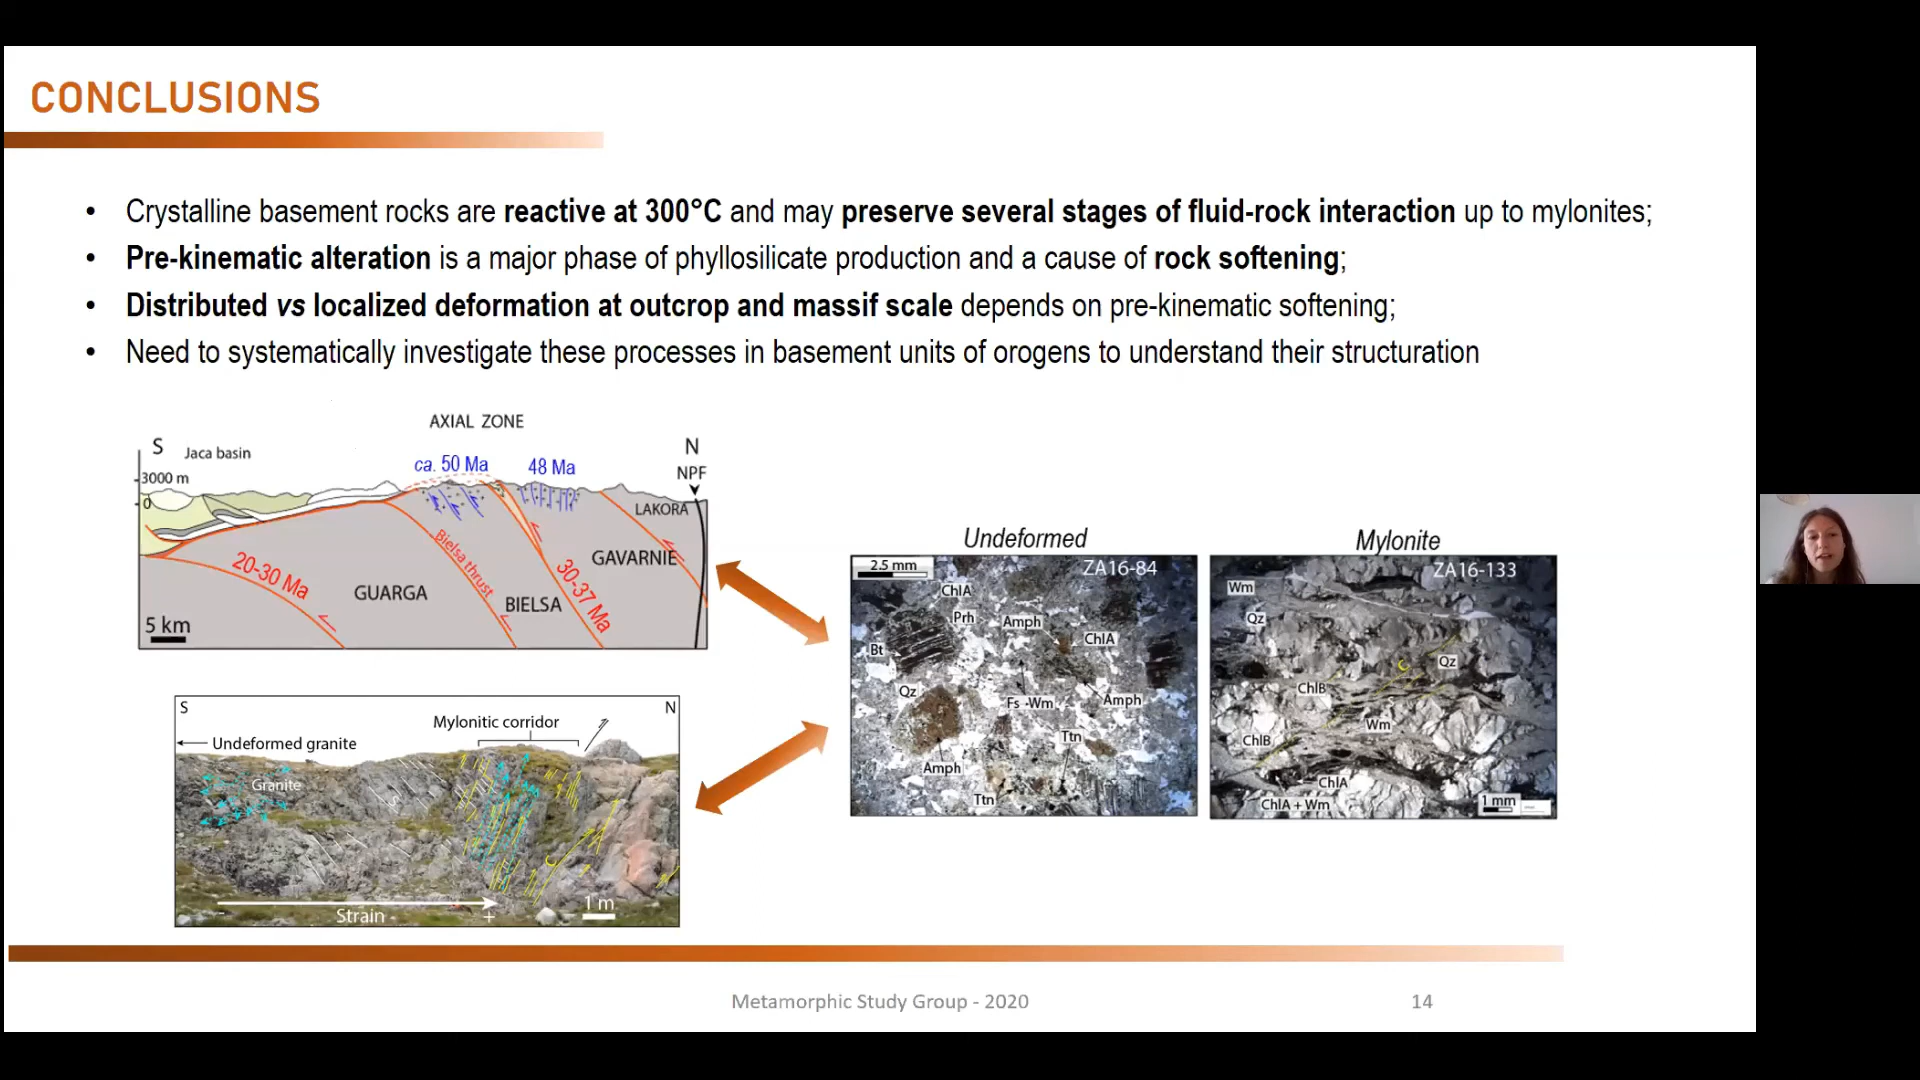 CONCLUSIONS
• Crystalline basement rocks are reactive at 300°C and may preserve several stages of fluid-rock interaction up to mylonites;
• Pre-kinematic alteration is a major phase of phyllosilicate production and a cause of rock softening;
• Distributed vs localized deformation at outcrop and massif scale depends on pre-kinematic softening;
• Need to systematically investigate these processes in basement units of orogens to understand their structuration
AXIAL ZONE
S
Jaca basin
N
ca. 50 Ma
48 Ma
NPF
3000 m
0
LAKORA
Bielsa thrust
GAVARNIE
20-30 Ma
GUARGA
BIELSA
30-37 Ma
5 km
S
N
Mylonitic corridor
Undeformed granite
Granite
Strain
-
+
1 m
Undeformed
2.5 mm
ZA16-84
ChlA
Prh
Amph
ChlA
Bt
Qz
Fs -Wm
Amph
Ttn
Amph
Ttn
Mylonite
ZA16-133
Wm
Qz
Qz
ChlB
Wm
ChlB
ChlA
ChlA + Wm
1 mm
Metamorphic Study Group - 2020
14